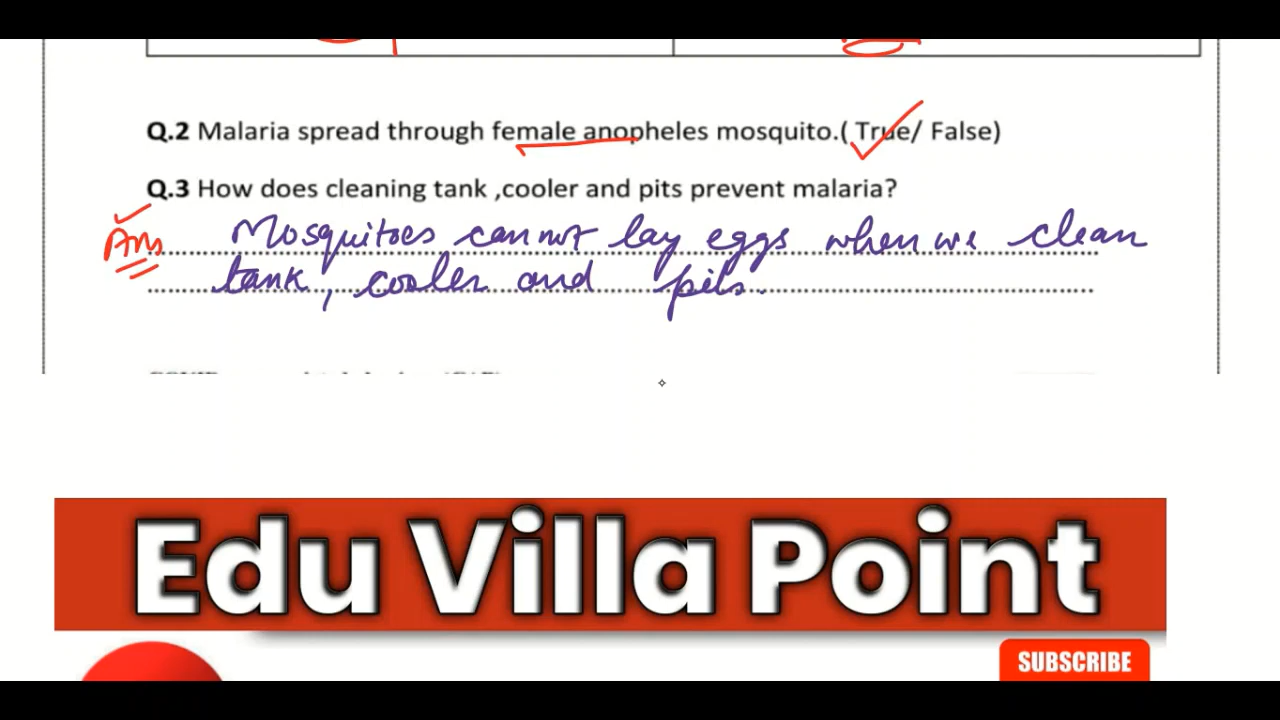 Q.2 Malaria spread through female anopheles mosquito.( True/ False)
Q.3 How does cleaning tank ,cooler and pits prevent malaria?
Ans Mosquitoes cannot lay eggs when we clean
tank, cooler and pits.
Edu Villa Point
SUBSCRIBE